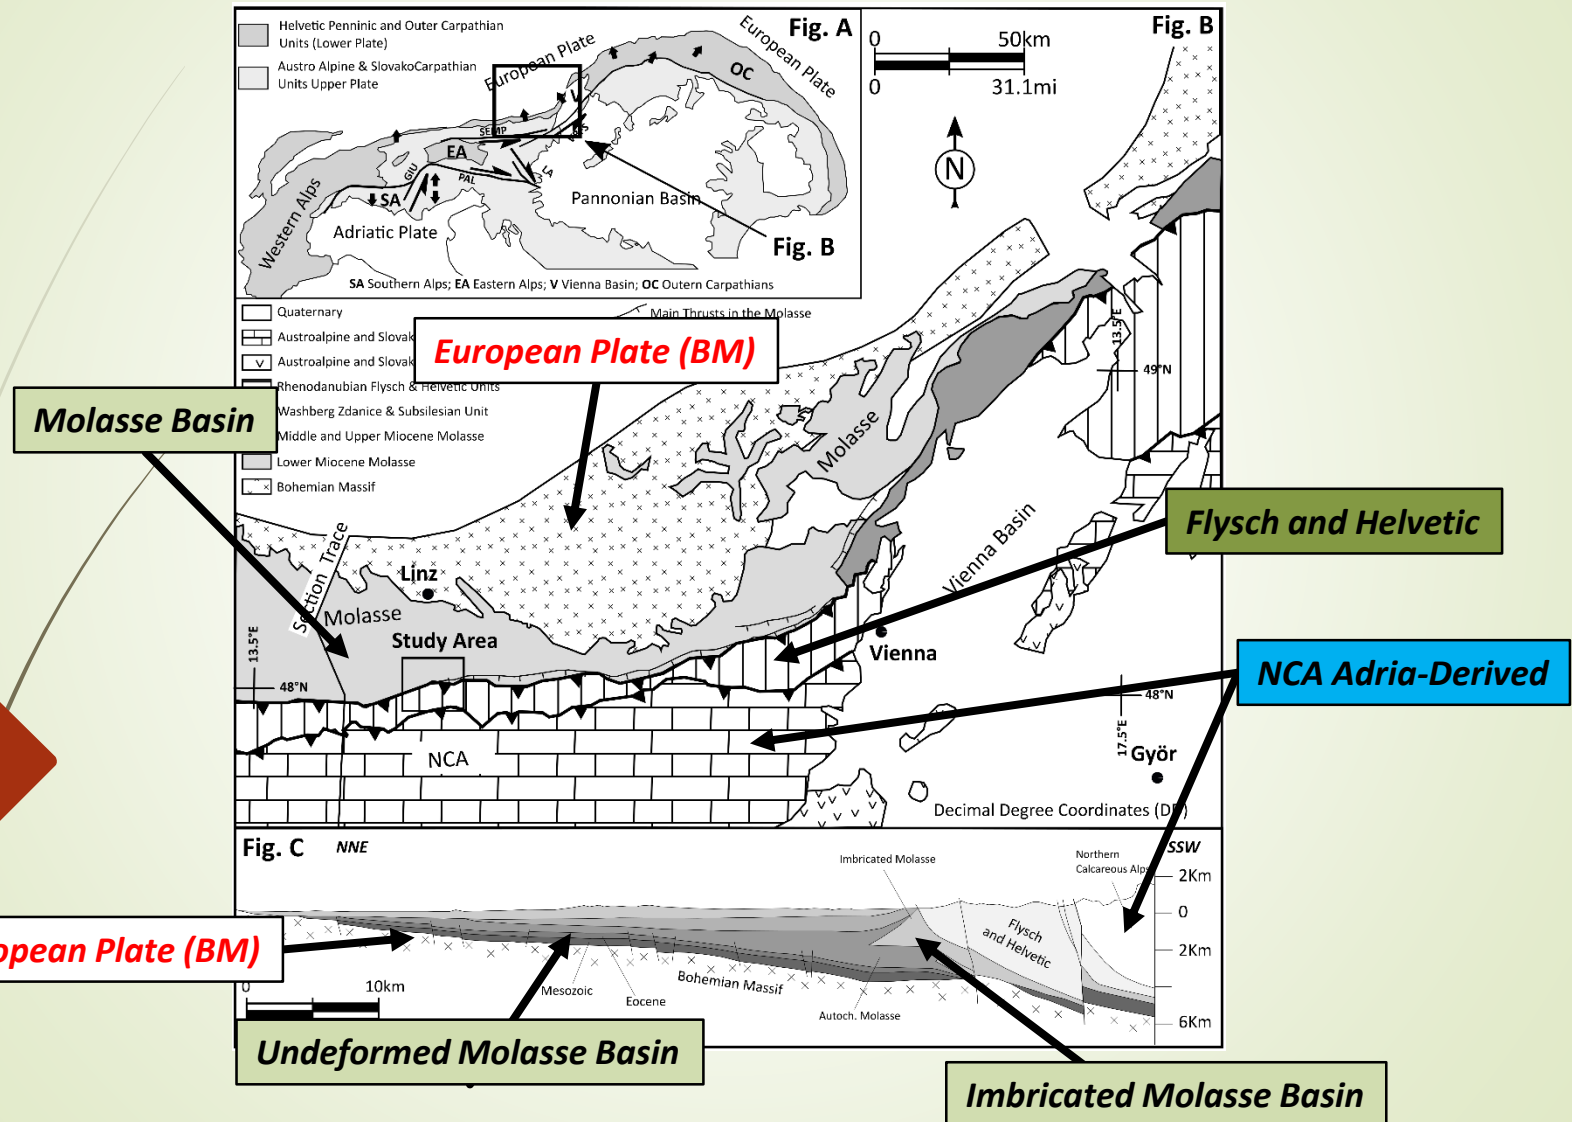 Helvetic Penninic and Outer Carpathian
Units (Lower Plate)
Austro Alpine & SlovakoCarpathian
Units Upper Plate
Fig. A
European Plate
European Plate
OC
V
SEMP
EA
GIU
PAL
LA
SA
Western Alps
Adriatic Plate
Pannonian Basin
Fig. B
SA Southern Alps; EA Eastern Alps; V Vienna Basin; OC Outern Carpathians
Fig. B
0 50km
0 31.1mi
N
Quaternary
Austroalpine and Slovak
Austroalpine and Slovak
Rhenodanubian Flysch & Helvetic Units
Washberg Zdanice & Subsilesian Unit
Middle and Upper Miocene Molasse
Lower Miocene Molasse
Bohemian Massif
Main Thrusts in the Molasse
European Plate (BM)
Molasse Basin
Flysch and Helvetic
NCA Adria-Derived
13.5°E
49°N
Molasse
Vienna Basin
Section Trace
Linz
Molasse
Study Area
Vienna
13.5°E
48°N
48°N
17.5°E
NCA
Györ
Decimal Degree Coordinates (D
Fig. C
NNE
SSW
Imbricated Molasse
Northern
Calcareous Alps
2Km
0
2Km
6Km
Flysch
and Helvetic
opean Plate (BM)
0 10km
Mesozoic
Eocene
Bohemian Massif
Autoch. Molasse
Undeformed Molasse Basin
Imbricated Molasse Basin